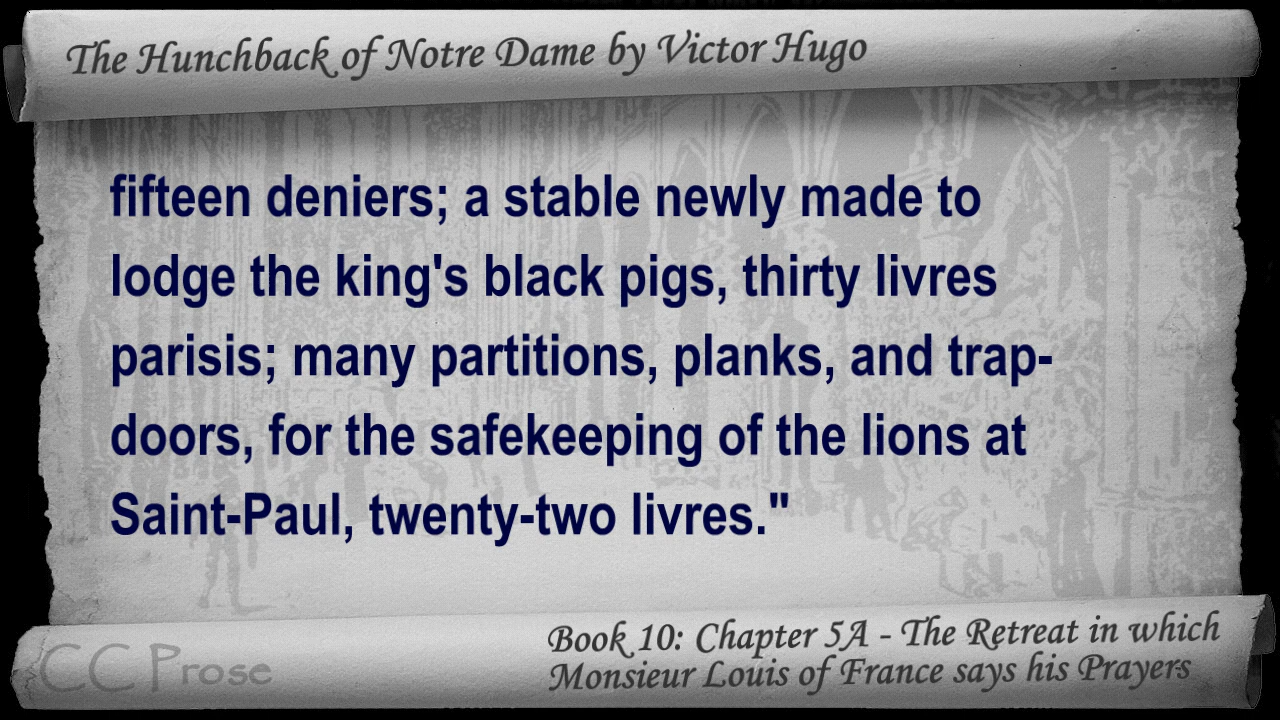 The Hunchback of Notre Dame by Victor Hugo
fifteen deniers; a stable newly made to
lodge the king's black pigs, thirty livres
parisis; many partitions, planks, and trap-
doors, for the safekeeping of the lions at
Saint-Paul, twenty-two livres."
Book 10: Chapter 5A - The Retreat in which
Monsieur Louis of France says his Prayers
CC Prose